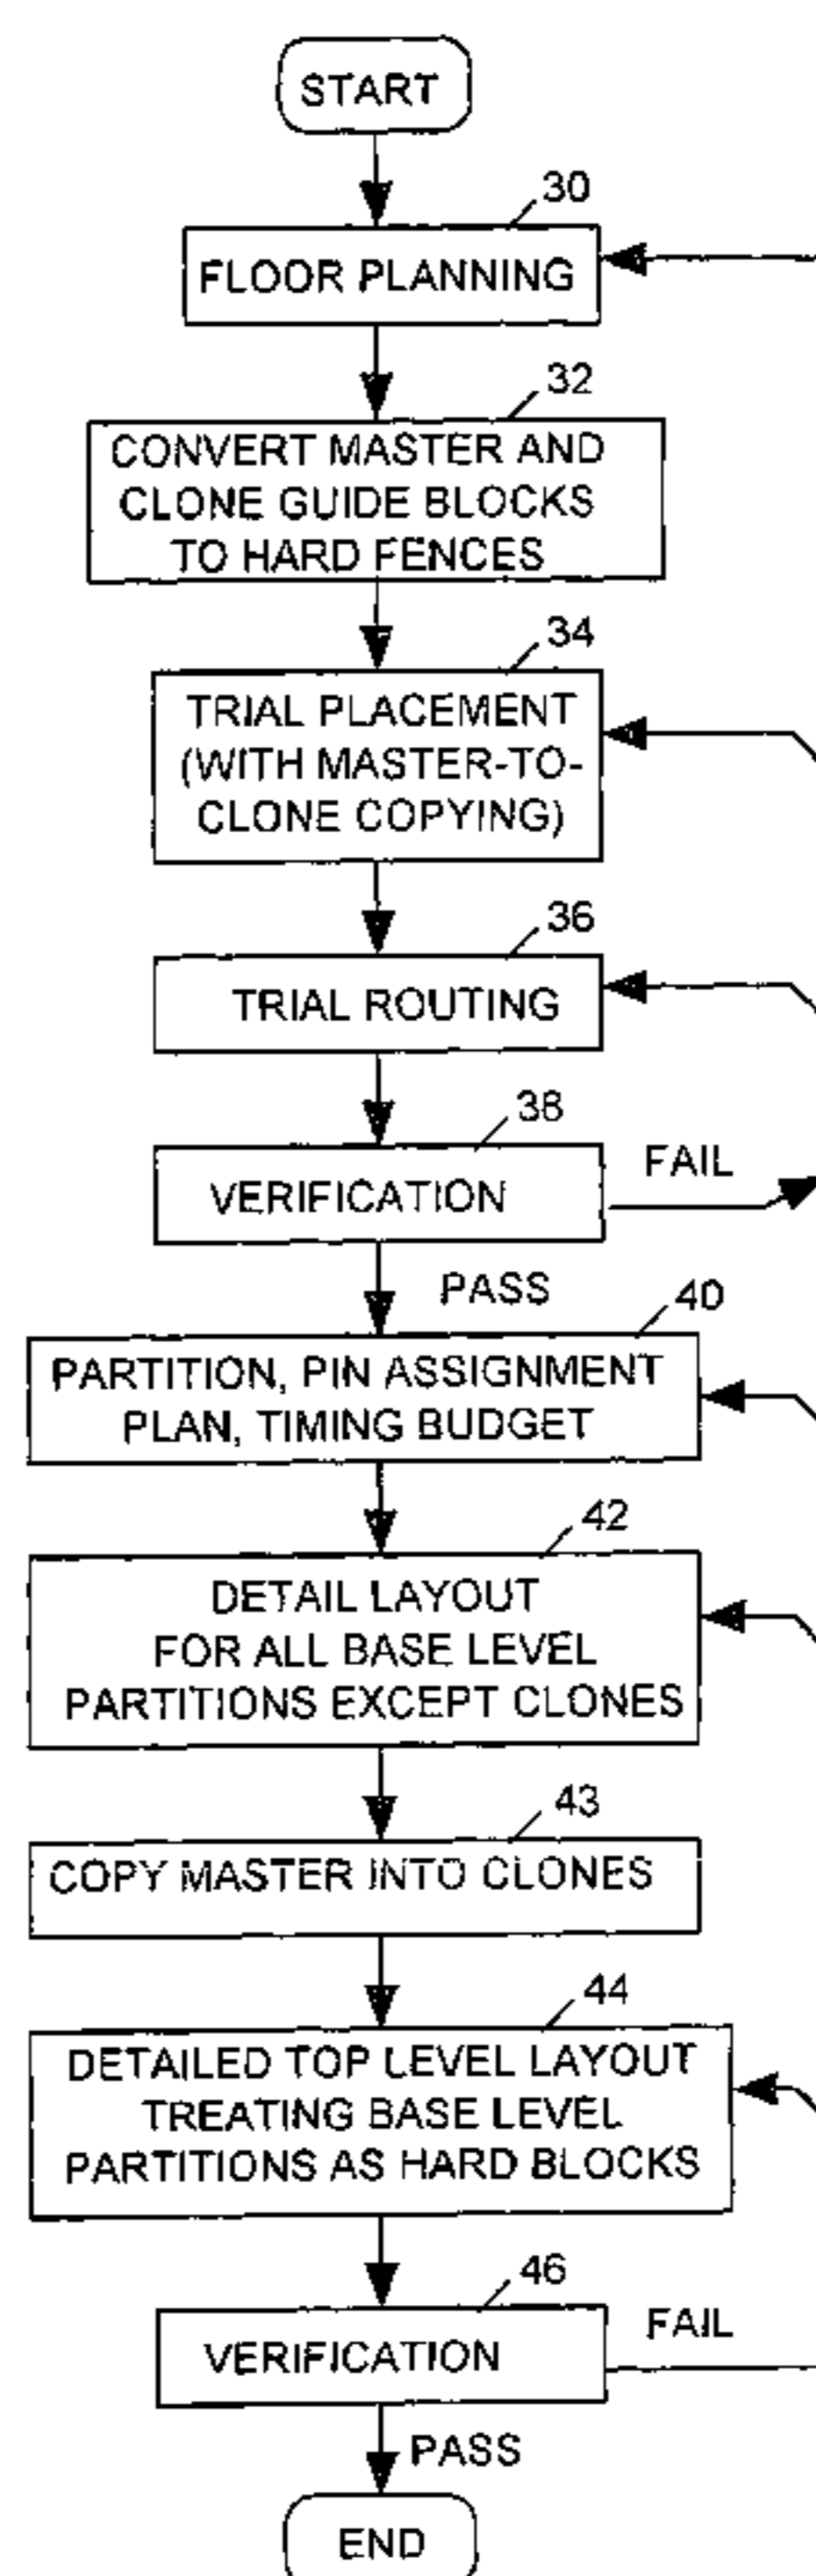 START
30
FLOOR PLANNING
32
CONVERT MASTER AND
CLONE GUIDE BLOCKS
TO HARD FENCES
34
TRIAL PLACEMENT
(WITH MASTER-TO-
CLONE COPYING)
36
TRIAL ROUTING
38
VERIFICATION
FAIL
PASS
40
PARTITION, PIN ASSIGNMENT
PLAN, TIMING BUDGET
42
DETAIL LAYOUT
FOR ALL BASE LEVEL
PARTITIONS EXCEPT CLONES
43
COPY MASTER INTO CLONES
44
DETAILED TOP LEVEL LAYOUT
TREATING BASE LEVEL
PARTITIONS AS HARD BLOCKS
46
VERIFICATION
FAIL
PASS
END